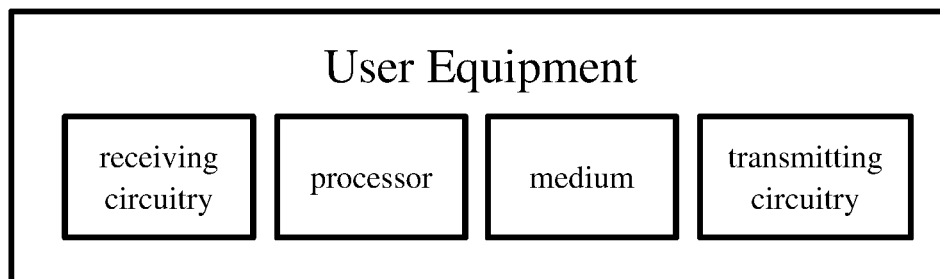 User Equipment
receiving
circuitry
processor
medium
transmitting
circuitry